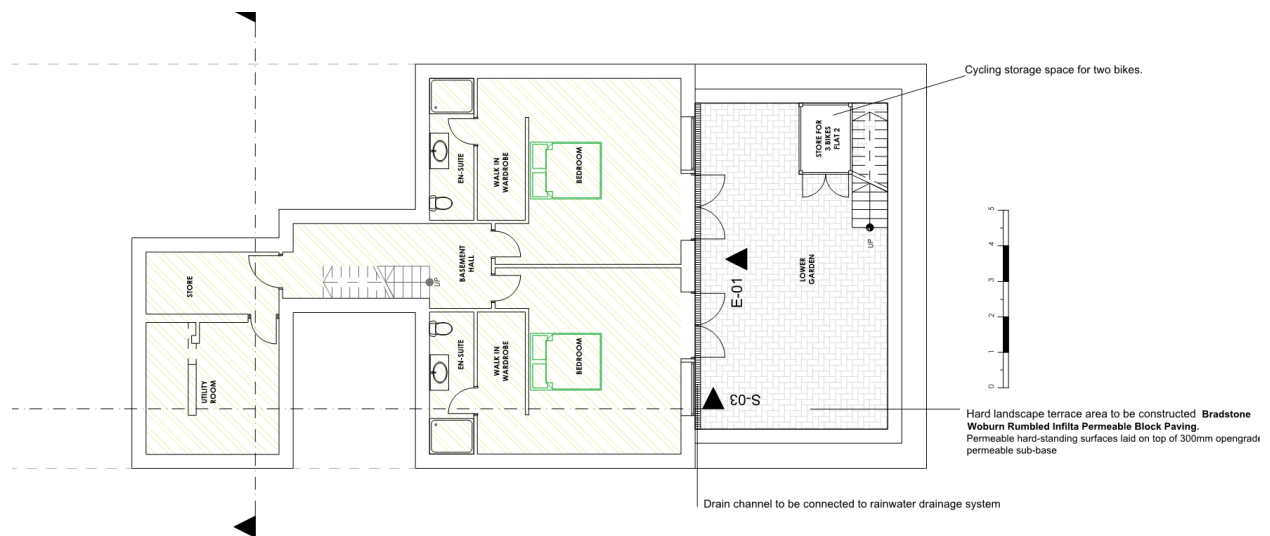 Cycling storage space for two bikes.
STORE FOR
3 BIKES
FLAT 2
UP
EN-SUITE
WALK IN
WARDROBE
BEDROOM
BASEMENT
HALL
UP
STORE
UTILITY
ROOM
EN-SUITE
WALK IN
WARDROBE
BEDROOM
LOWER
GARDEN
E-01
S-03
5
4
3
2
1
0
Hard landscape terrace area to be constructed Bradstone
Woburn Rumbled Infilta Permeable Block Paving.
Permeable hard-standing surfaces laid on top of 300mm opengrade
permeable sub-base
Drain channel to be connected to rainwater drainage system